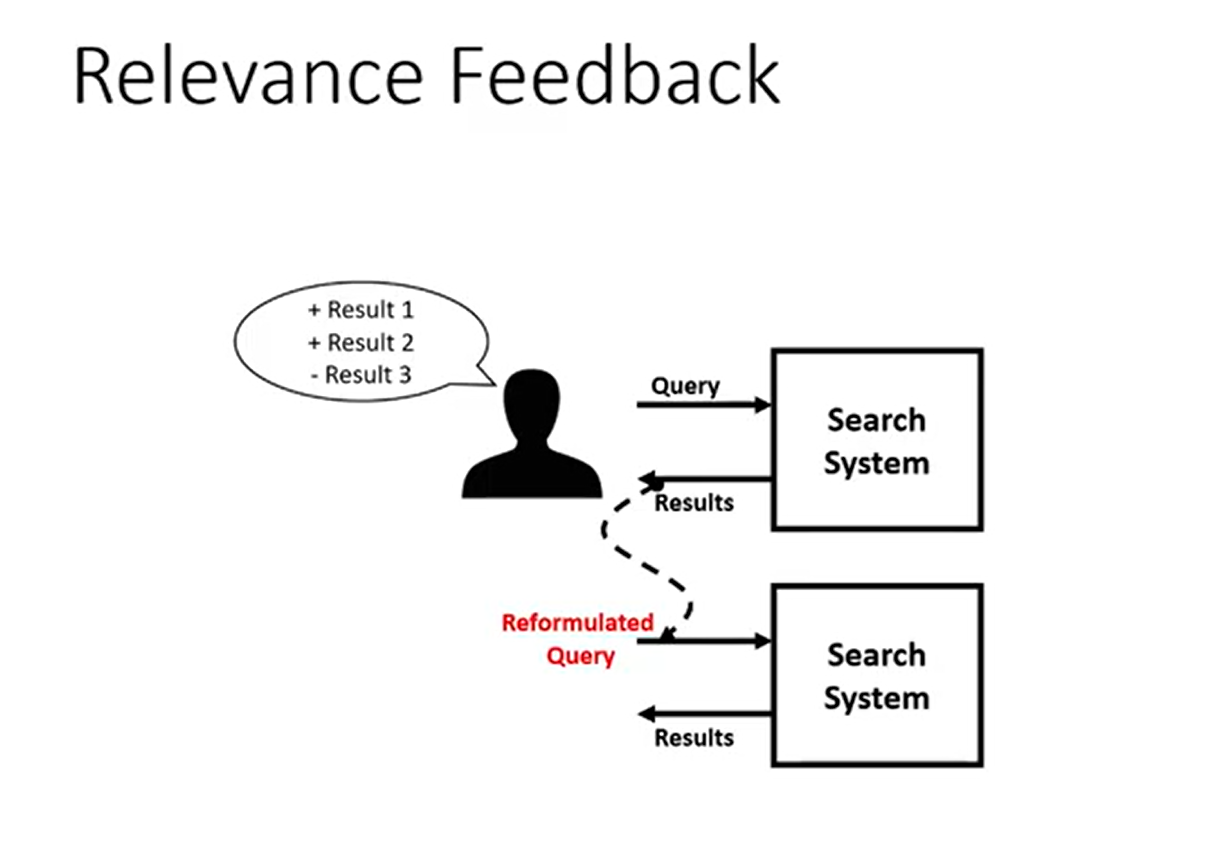 Relevance Feedback
+ Result 1
+ Result 2
- Result 3
Query
Search
System
Results
Reformulated
Query
Search
System
Results